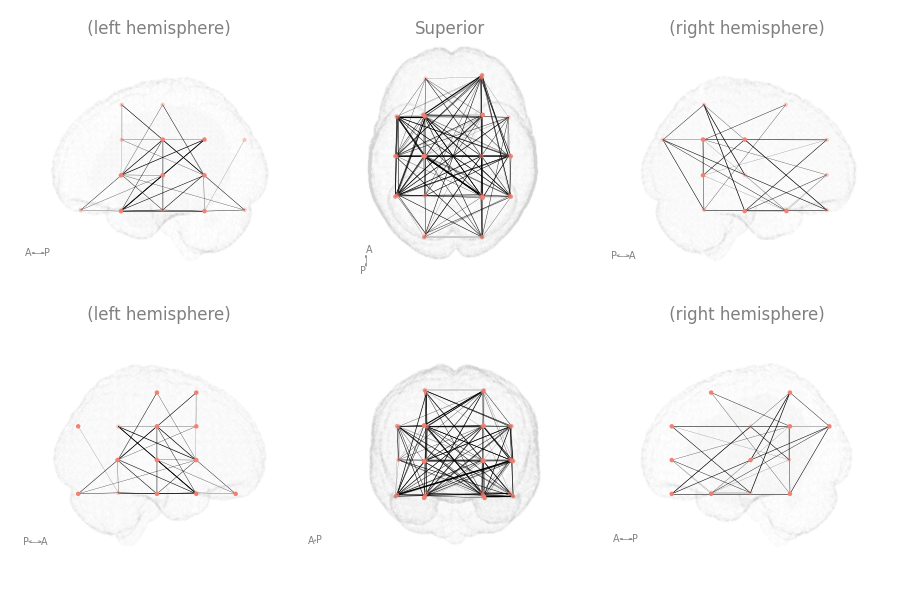 (left hemisphere)
Superior
(right hemisphere)
A P
A
P
P A
(left hemisphere)
(right hemisphere)
P A
A P
A P